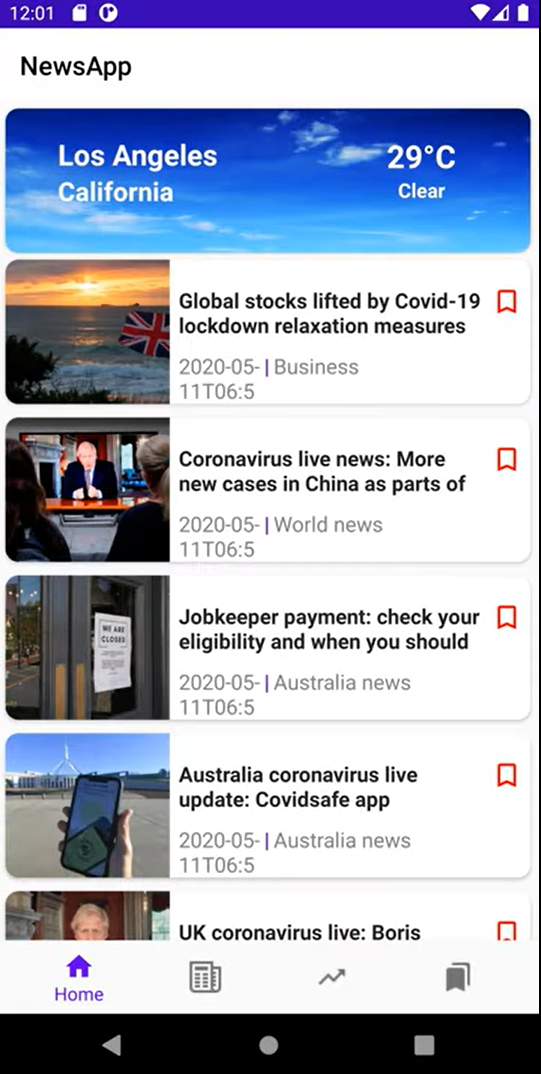 12:01
NewsApp
Los Angeles
29°C
California
Clear
Global stocks lifted by Covid-19
lockdown relaxation measures
2020-05- | Business
11T06:5
Coronavirus live news: More
new cases in China as parts of
2020-05- | World news
11T06:5
WE ARE
CLOSED
Jobkeeper payment: check your
eligibility and when you should
2020-05- | Australia news
11T06:5
Australia coronavirus live
update: Covidsafe app
2020-05- | Australia news
11T06:5
UK coronavirus live: Boris
Home